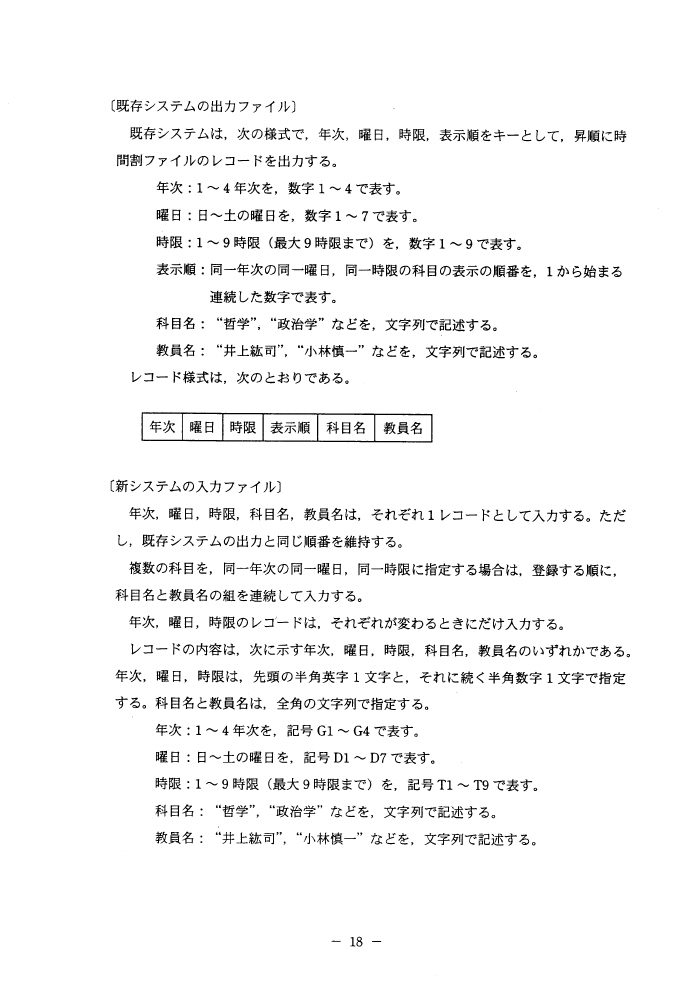 〔既存システムの出力ファイル〕
既存システムは，次の様式で，年次，曜日，時限，表示順をキーとして，昇順に時
間割ファイルのレコードを出力する。
年次：1～4年次を，数字1～4で表す。
曜日：日～土の曜日を，数字1～7で表す。
時限：1～9時限（最大9時限まで）を，数字1～9で表す。
表示順：同一年次の同一曜日，同一時限の科目の表示の順番を，1から始まる
連続した数字で表す。
科目名：“哲学”，“政治学”などを，文字列で記述する。
教員名：“井上紘司”，“小林慎一”などを，文字列で記述する。
レコード様式は，次のとおりである。
年次 曜日 時限 表示順 科目名 教員名
〔新システムの入力ファイル〕
年次，曜日，時限，科目名，教員名は，それぞれ1レコードとして入力する。ただ
し，既存システムの出力と同じ順番を維持する。
複数の科目を，同一年次の同一曜日，同一時限に指定する場合は，登録する順に，
科目名と教員名の組を連続して入力する。
年次，曜日，時限のレコードは，それぞれが変わるときにだけ入力する。
レコードの内容は，次に示す年次，曜日，時限，科目名，教員名のいずれかである。
年次，曜日，時限は，先頭の半角英字1文字と，それに続く半角数字1文字で指定
する。科目名と教員名は，全角の文字列で指定する。
年次：1～4年次を，記号G1～G4で表す。
曜日：日～土の曜日を，記号D1～D7で表す。
時限：1～9時限（最大9時限まで）を，記号T1～T9で表す。
科目名：“哲学”，“政治学”などを，文字列で記述する。
教員名：“井上紘司”，“小林慎一”などを，文字列で記述する。
－ 18 －